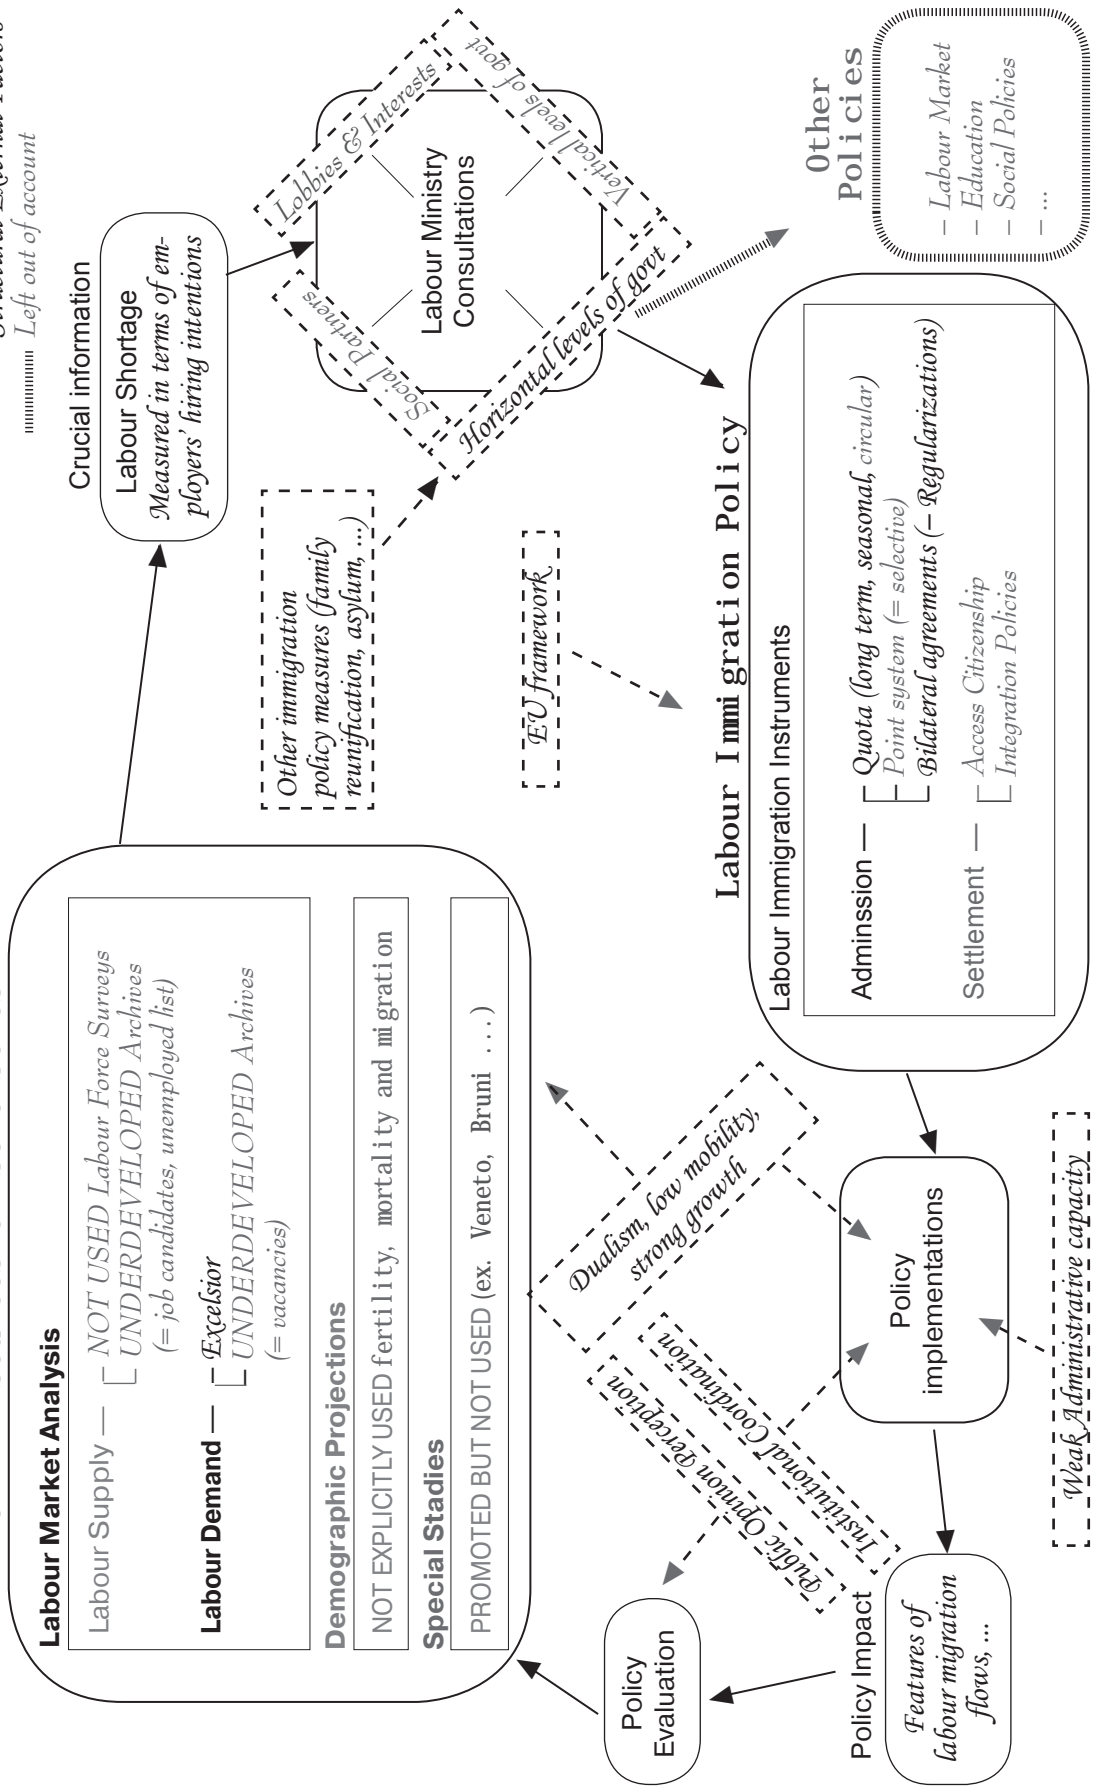 Left out of account
Labour Market Analysis
Labour Supply — NOT USED Labour Force Surveys
UNDERDEVELOPED Archives
(= job candidates, unemployed list)
Labour Demand — Excelsior
UNDERDEVELOPED Archives
(= vacancies)
Demographic Projections
NOT EXPLICITLY USED fertility, mortality and migration
Special Stadies
PROMOTED BUT NOT USED (ex. Veneto, Bruni ...)
Crucial information
Labour Shortage
Measured in terms of em-
ployers' hiring intentions
Lobbies & Interests
Vertical levels of govt
Social Partners
Horizontal levels of govt
Labour Ministry
Consultations
Other immigration
policy measures (family
reunification, asylum, ...)
EU framework
Other
Policies
– Labour Market
– Education
– Social Policies
– ...
Labour Immigration Policy
Labour Immigration Instruments
Adminssion — Quota (long term, seasonal, circular)
Point system (= selective)
Bilateral agreements (– Regularizations)
Settlement — Access Citizenship
Integration Policies
Dualism, low mobility,
strong growth
Institutional Coordination
Public Opinion Perception
Policy
implementations
Weak Administrative capacity
Policy Impact
Features of
labour migration
flows, ...
Policy
Evaluation